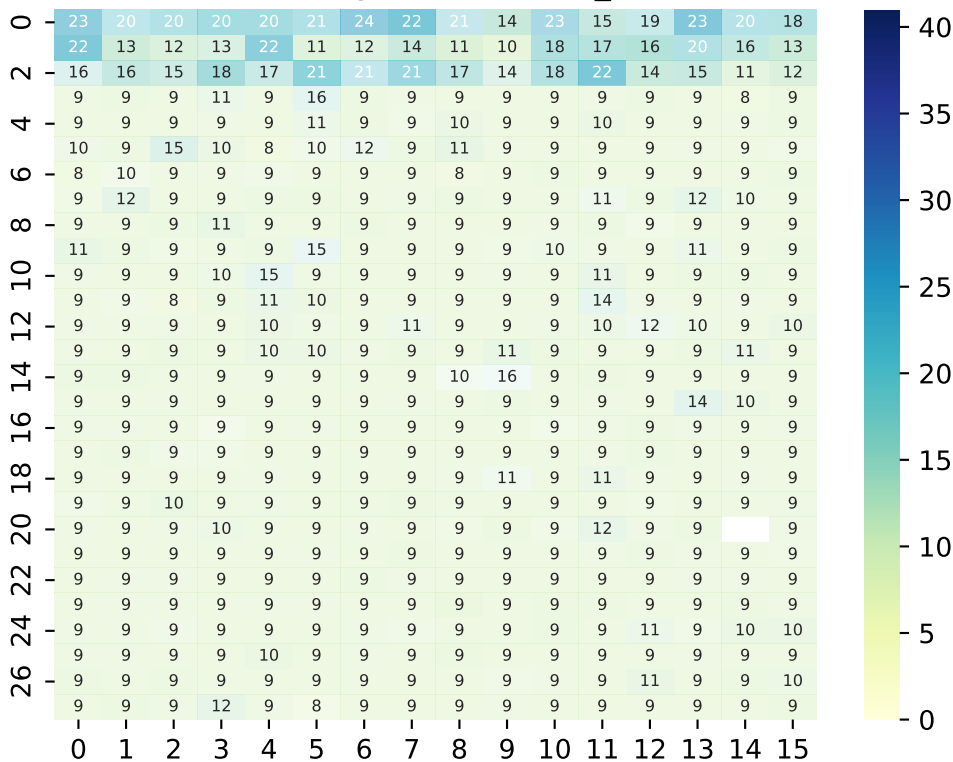 0 23 20 20 20 20 21 24 22 21 14 23 15 19 23 20 18 40
22 13 12 13 22 11 12 14 11 10 18 17 16 20 16 13
2 16 16 15 18 17 21 21 21 17 14 18 22 14 15 11 12
9 9 9 11 9 16 9 9 9 9 9 9 9 9 8 9 35
4 9 9 9 9 9 11 9 9 10 9 9 10 9 9 9 9
10 9 15 10 8 10 12 9 11 9 9 9 9 9 9 9
6 8 10 9 9 9 9 9 9 8 9 9 9 9 9 9 9 30
9 12 9 9 9 9 9 9 9 9 9 11 9 12 10 9
8 9 9 9 11 9 9 9 9 9 9 9 9 9 9 9 9
11 9 9 9 9 15 9 9 9 9 10 9 9 11 9 9
10 9 9 9 10 15 9 9 9 9 9 9 11 9 9 9 9 25
9 9 8 9 11 10 9 9 9 9 9 14 9 9 9 9
12 9 9 9 9 10 9 9 11 9 9 9 10 12 10 9 10
9 9 9 9 10 10 9 9 9 11 9 9 9 9 11 9
14 9 9 9 9 9 9 9 9 10 16 9 9 9 9 9 9 20
9 9 9 9 9 9 9 9 9 9 9 9 9 14 10 9
16 9 9 9 9 9 9 9 9 9 9 9 9 9 9 9 9
9 9 9 9 9 9 9 9 9 9 9 9 9 9 9 9
18 9 9 9 9 9 9 9 9 9 11 9 11 9 9 9 9 15
9 9 10 9 9 9 9 9 9 9 9 9 9 9 9 9
20 9 9 9 10 9 9 9 9 9 9 9 12 9 9 9
9 9 9 9 9 9 9 9 9 9 9 9 9 9 9 9 10
22 9 9 9 9 9 9 9 9 9 9 9 9 9 9 9 9
9 9 9 9 9 9 9 9 9 9 9 9 9 9 9 9
24 9 9 9 9 9 9 9 9 9 9 9 9 11 9 10 10 5
9 9 9 9 10 9 9 9 9 9 9 9 9 9 9 9
26 9 9 9 9 9 9 9 9 9 9 9 9 11 9 9 10
9 9 9 12 9 8 9 9 9 9 9 9 9 9 9 9 0
0 1 2 3 4 5 6 7 8 9 10 11 12 13 14 15